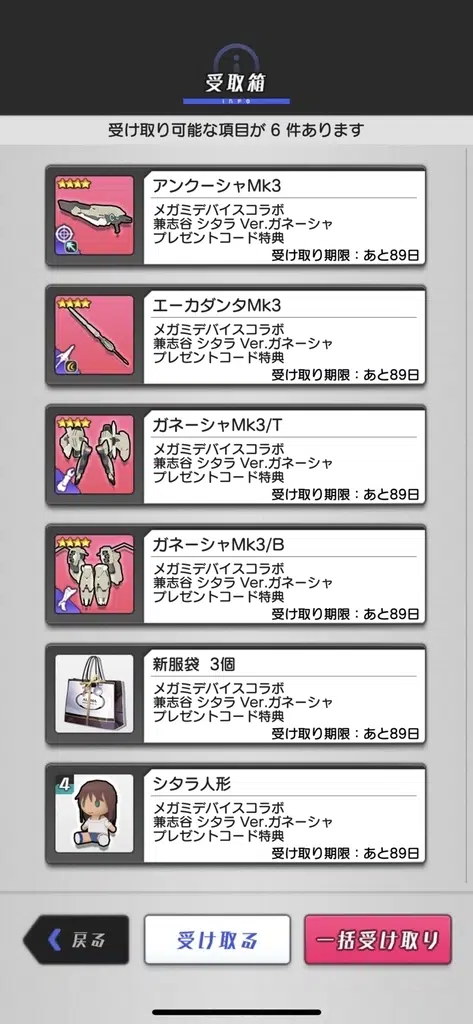 受取箱
INFO
受け取り可能な項目が 6 件あります
アンクーシャMk3
メガミデバイスコラボ
兼志谷 シタラ Ver.ガネーシャ
プレゼントコード特典
受け取り期限：あと89日
エーカダンタMk3
メガミデバイスコラボ
兼志谷 シタラ Ver.ガネーシャ
プレゼントコード特典
受け取り期限：あと89日
ガネーシャMk3/T
メガミデバイスコラボ
兼志谷 シタラ Ver.ガネーシャ
プレゼントコード特典
受け取り期限：あと89日
ガネーシャMk3/B
メガミデバイスコラボ
兼志谷 シタラ Ver.ガネーシャ
プレゼントコード特典
受け取り期限：あと89日
新服袋 3個
メガミデバイスコラボ
兼志谷 シタラ Ver.ガネーシャ
プレゼントコード特典
受け取り期限：あと89日
4
シタラ人形
メガミデバイスコラボ
兼志谷 シタラ Ver.ガネーシャ
プレゼントコード特典
受け取り期限：あと89日
戻る
受け取る
一括受け取り